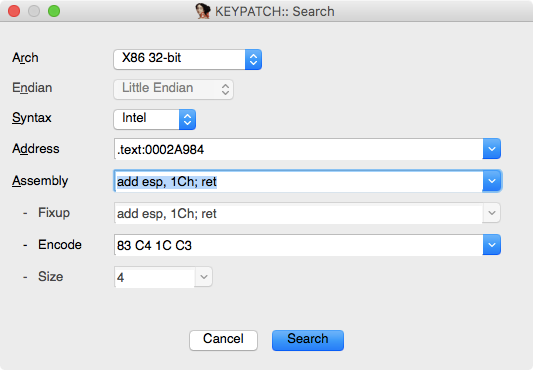 KEYPATCH:: Search
Arch X86 32-bit
Endian Little Endian
Syntax Intel
Address .text:0002A984
Assembly add esp, 1Ch; ret
- Fixup add esp, 1Ch; ret
- Encode 83 C4 1C C3
- Size 4
Cancel Search